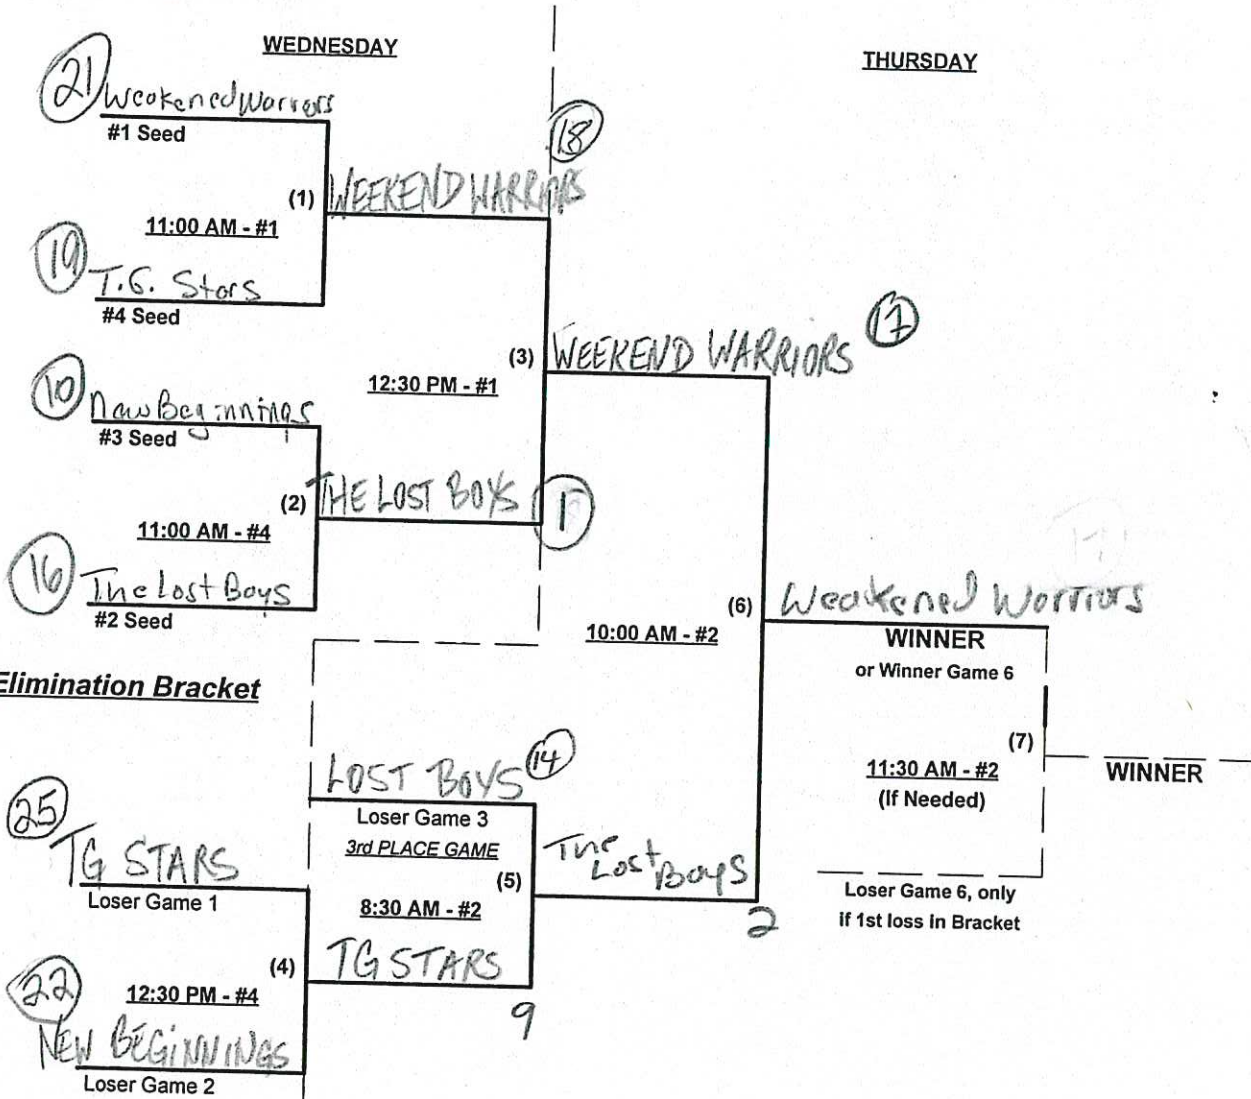 WEDNESDAY
THURSDAY
21 Weakened Worriors
#1 Seed
18
(1) WEEKEND WARRIORS
11:00 AM - #1
19 T.G. Stars
#4 Seed
17
(3) WEEKEND WARRIORS
12:30 PM - #1
10 New Beginnings
#3 Seed
(2) THE LOST BOYS 1
11:00 AM - #4
16 The Lost Boys
#2 Seed
(6) Weakened Worriors
10:00 AM - #2
WINNER
or Winner Game 6
Elimination Bracket
(7)
11:30 AM - #2
(If Needed)
WINNER
LOST BOYS 14
Loser Game 3
3rd PLACE GAME
25
TG STARS
Loser Game 1
(5) The Lost Boys
8:30 AM - #2
2
Loser Game 6, only
if 1st loss in Bracket
(4) TG STARS
9
22
12:30 PM - #4
NEW BEGINNINGS
Loser Game 2